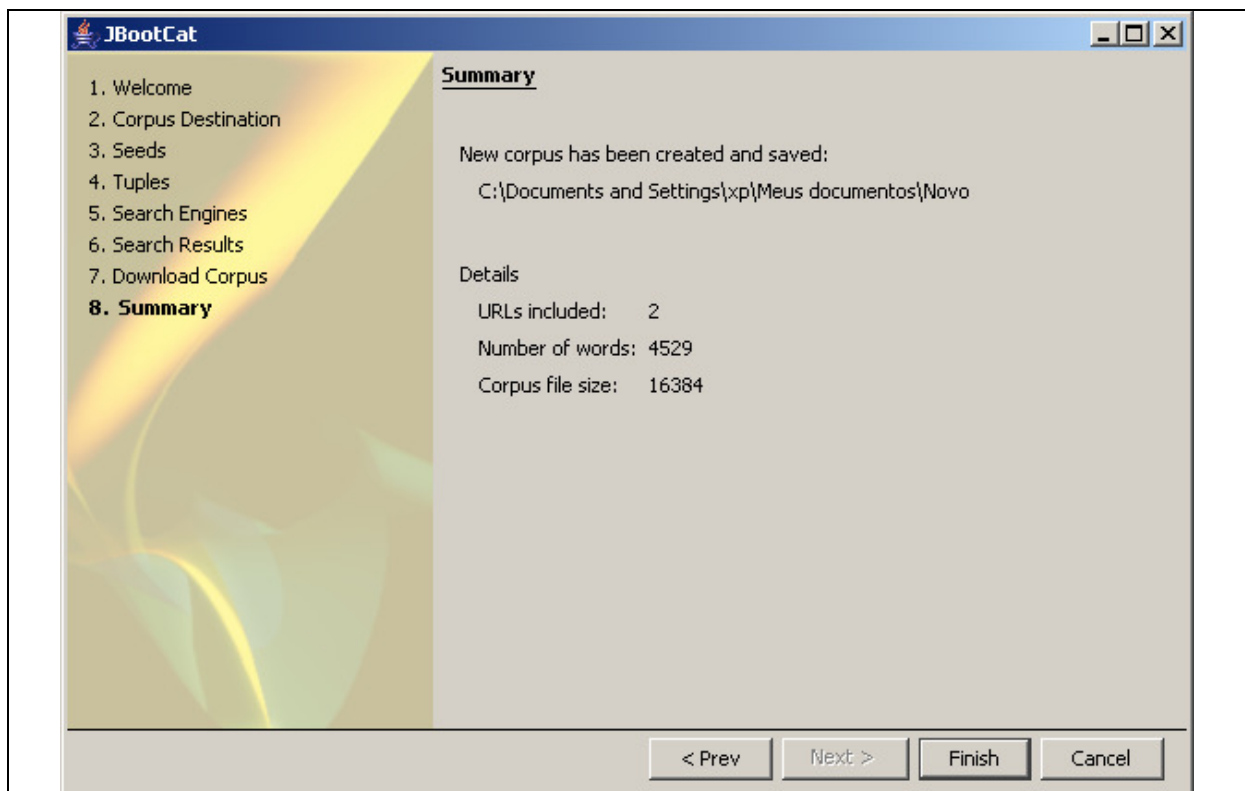 JBootCat
1. Welcome
2. Corpus Destination
3. Seeds
4. Tuples
5. Search Engines
6. Search Results
7. Download Corpus
8. Summary
Summary
New corpus has been created and saved:
C:\Documents and Settings\xp\Meus documentos\Novo
Details
URLs included: 2
Number of words: 4529
Corpus file size: 16384
< Prev Next > Finish Cancel